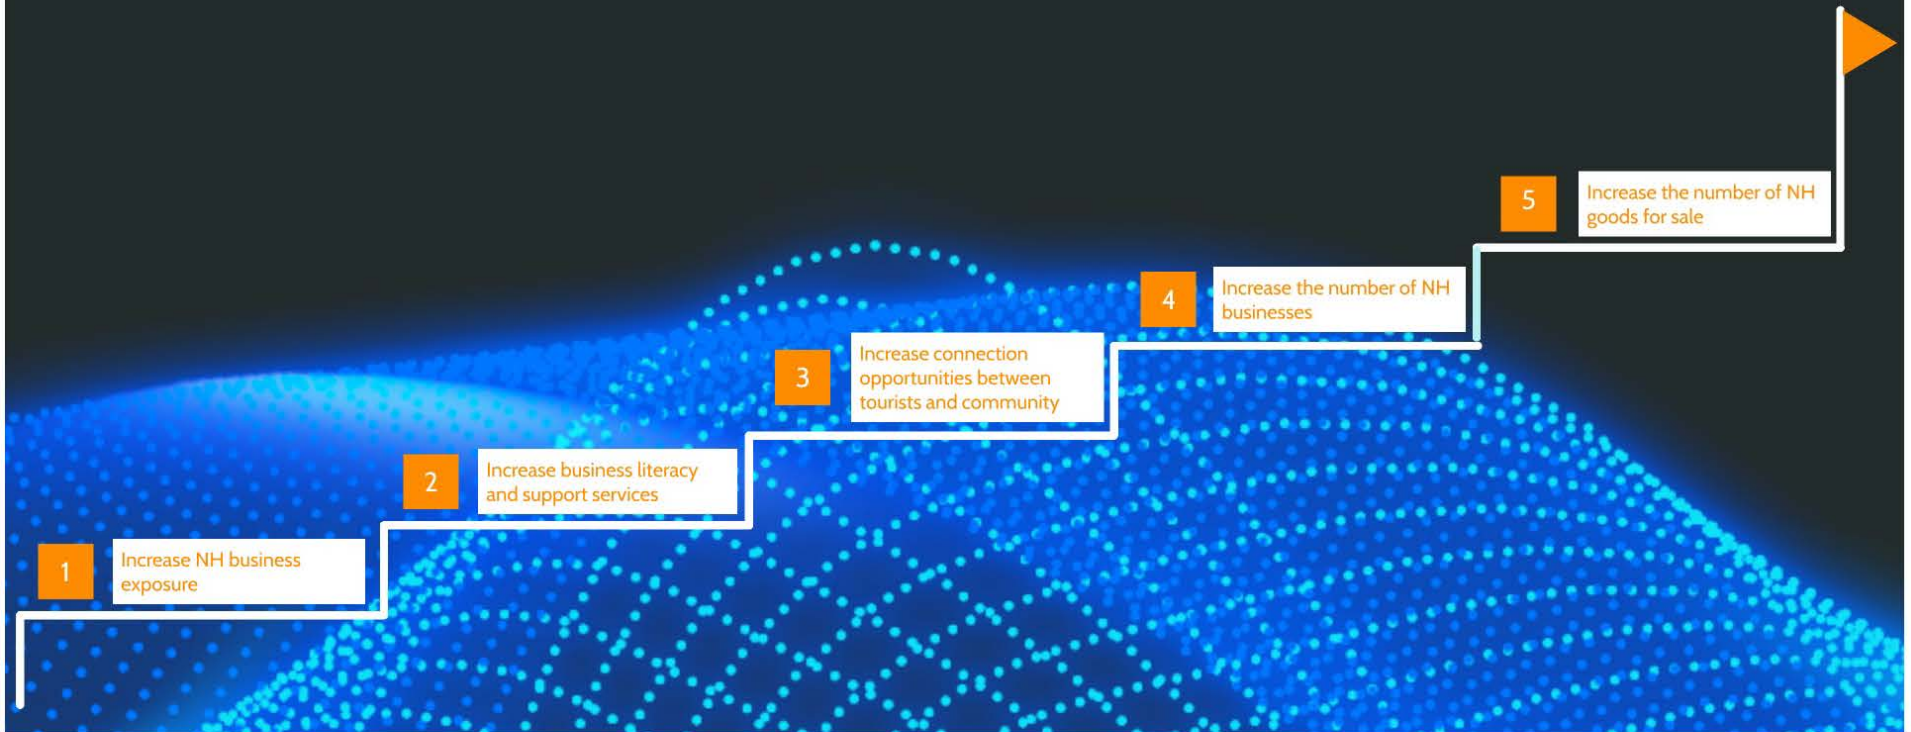 1
Increase NH business
exposure
2
Increase business literacy
and support services
3
Increase connection
opportunities between
tourists and community
4
Increase the number of NH
businesses
5
Increase the number of NH
goods for sale